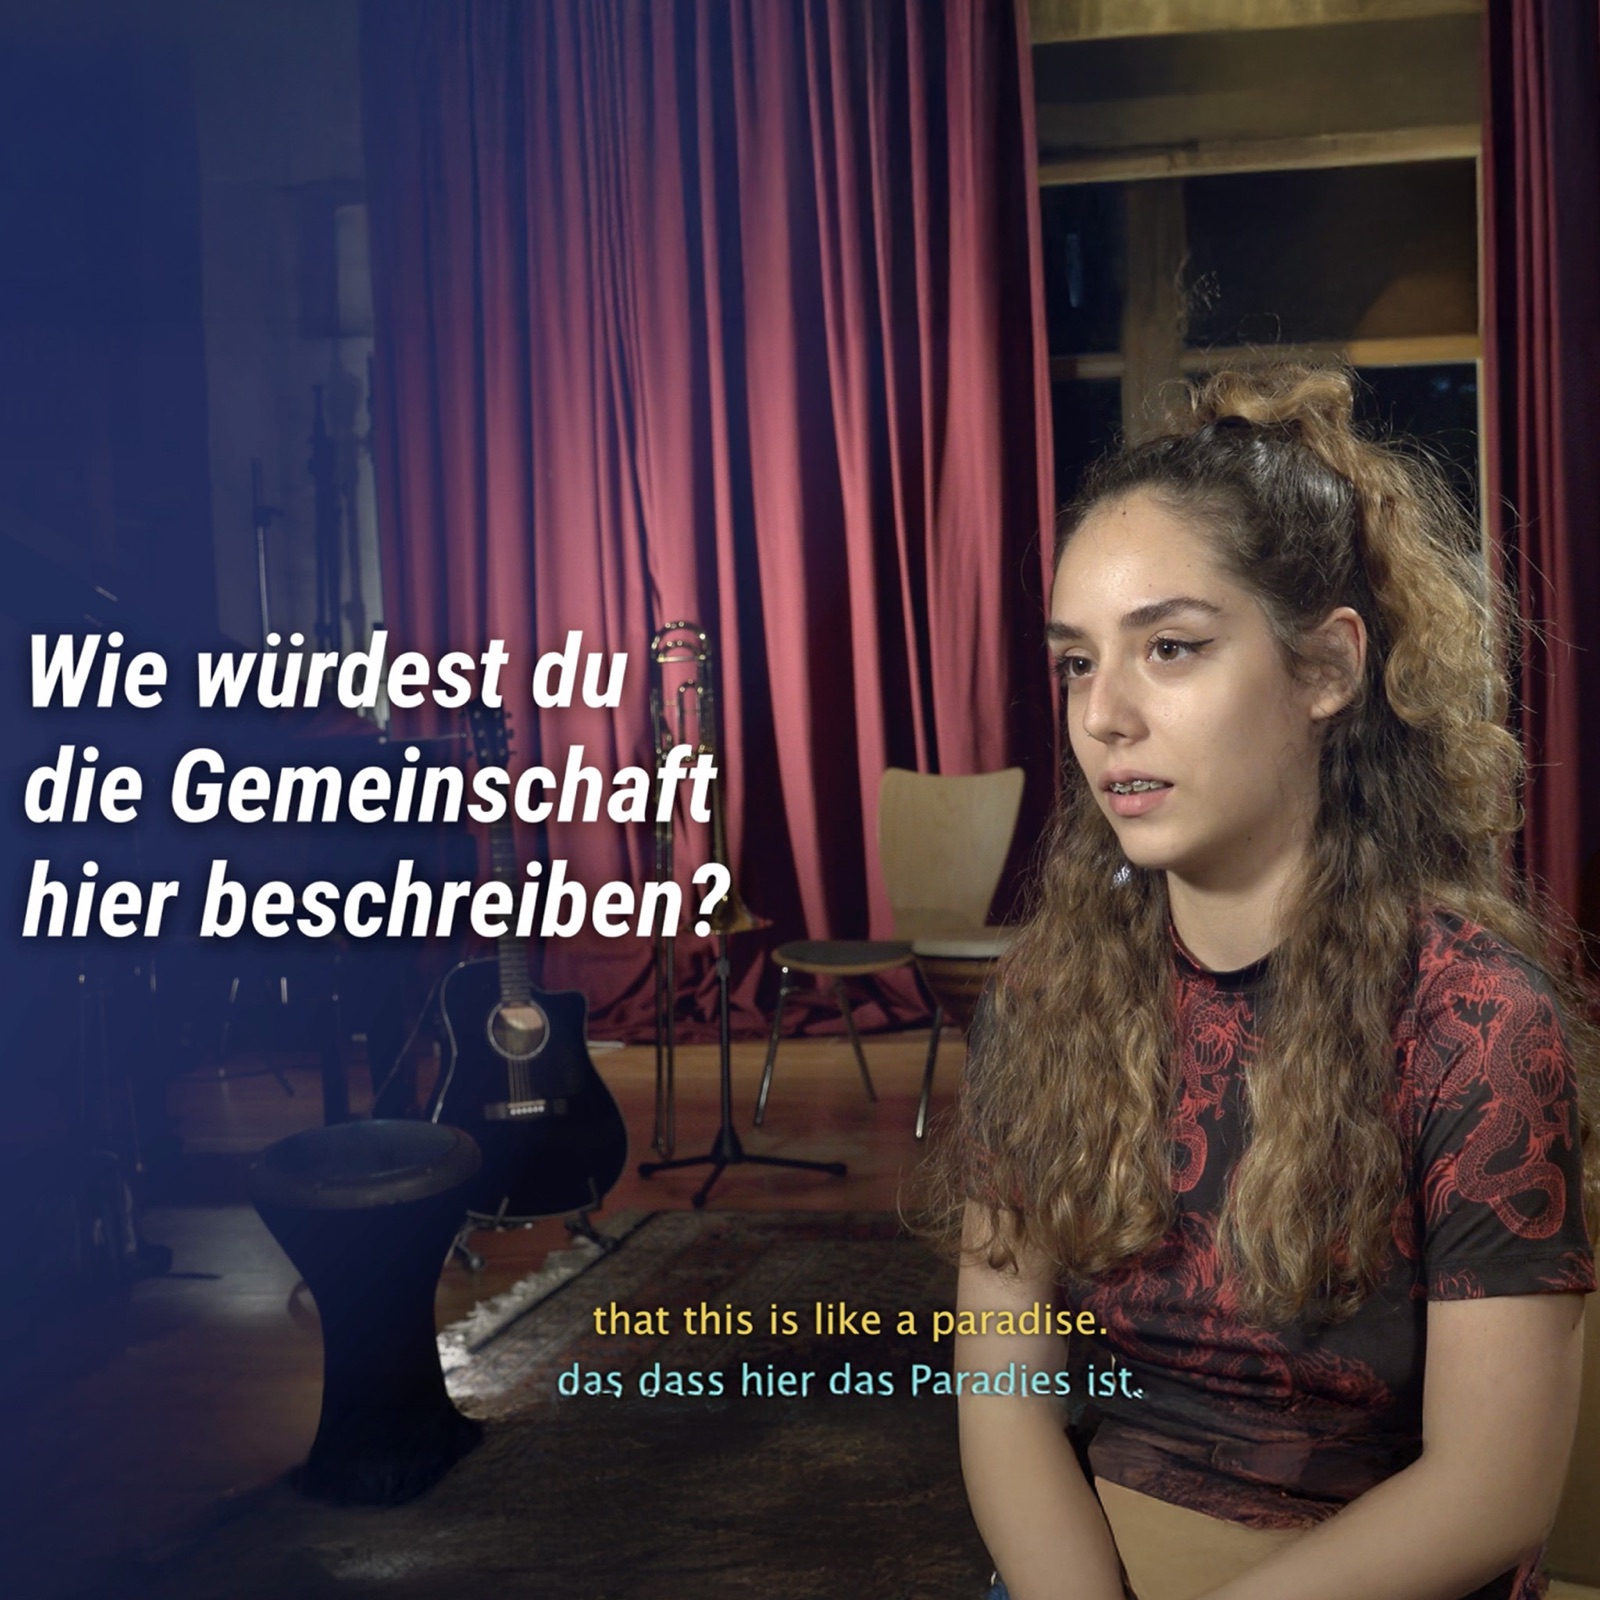 Wie würdest du
die Gemeinschaft
hier beschreiben?
that this is like a paradise.
das dass hier das Paradies ist.